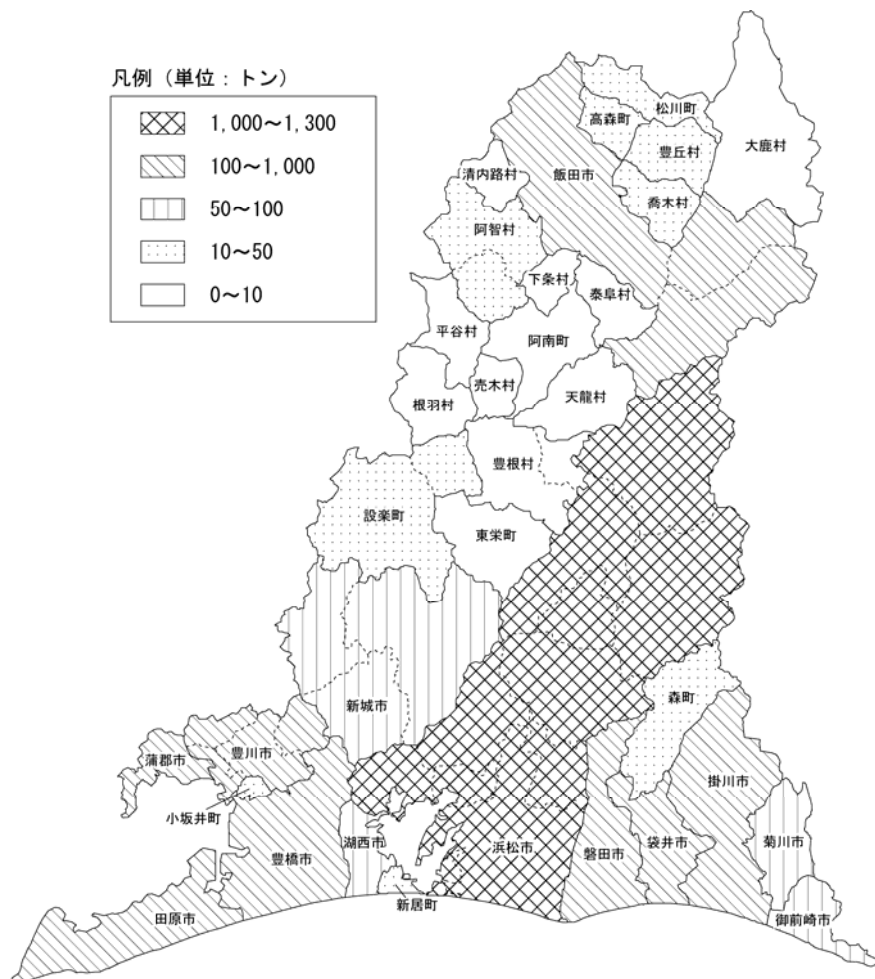 凡例（単位：トン）
1,000～1,300
100～1,000
50～100
10～50
0～10
松川町
高森町
大鹿村
豊丘村
清内路村
飯田市
喬木村
阿智村
下条村
泰阜村
平谷村
阿南町
売木村
天龍村
根羽村
豊根村
設楽町
東栄町
新城市
森町
豊川市
蒲郡市
掛川市
小坂井町
湖西市
浜松市
袋井市
菊川市
豊橋市
磐田市
新居町
田原市
御前崎市